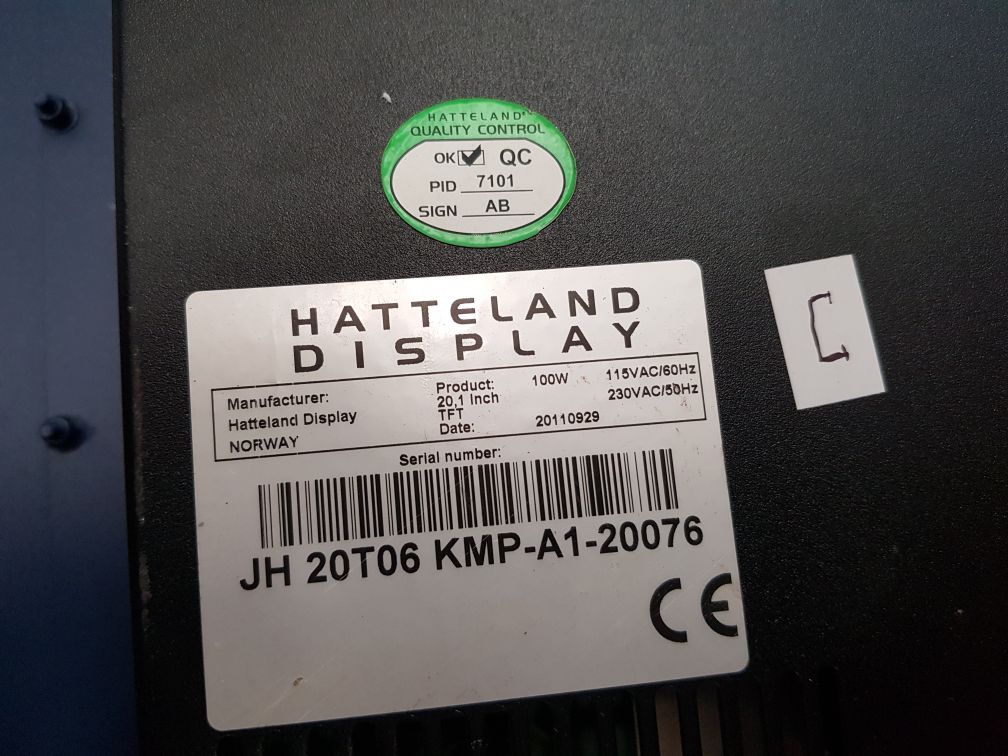 HATTELAND®
QUALITY CONTROL
OK QC
PID 7101
SIGN AB
HATTELAND
DISPLAY
Manufacturer:
Hatteland Display
NORWAY
Product: 100W 115VAC/60Hz
20,1 inch 230VAC/50Hz
TFT
Date: 20110929
Serial number:
JH 20T06 KMP-A1-20076
CE
C